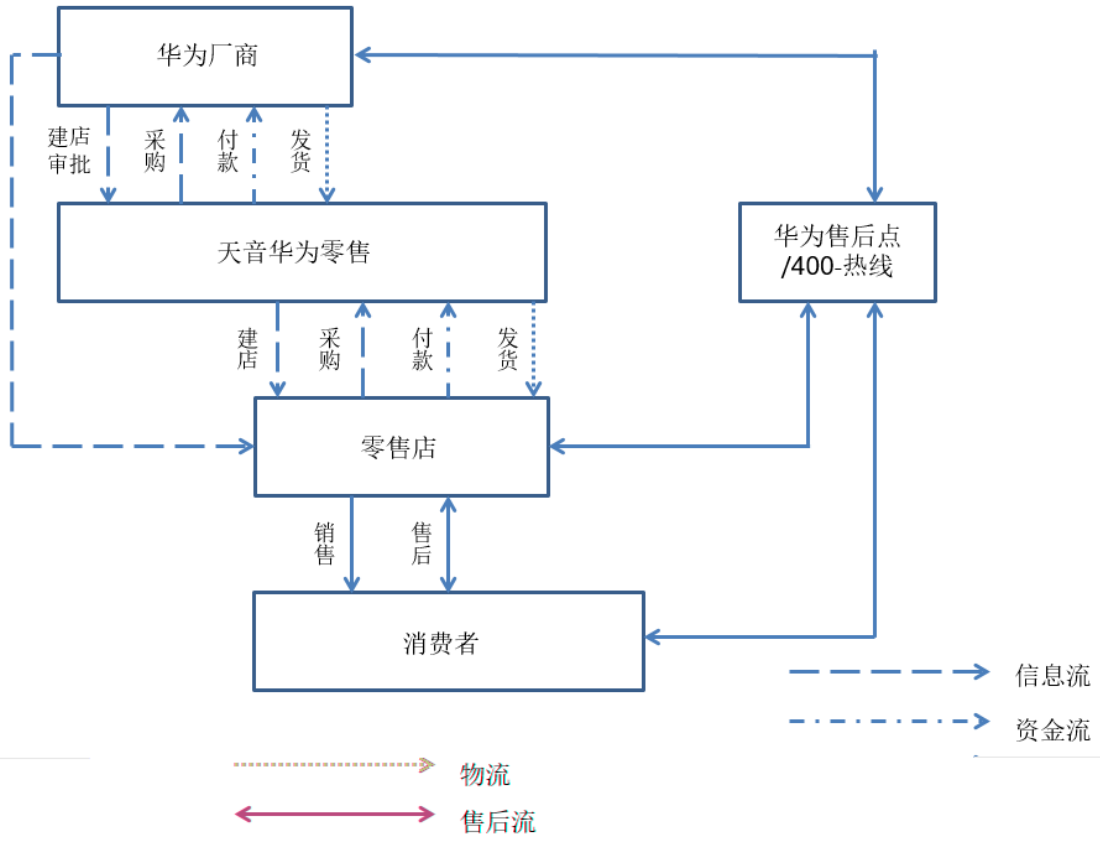 华为厂商
建店
审批
采
购
付
款
发
货
天音华为零售
华为售后点
/400-热线
建
店
采
购
付
款
发
货
零售店
销
售
售
后
消费者
信息流
资金流
物流
售后流